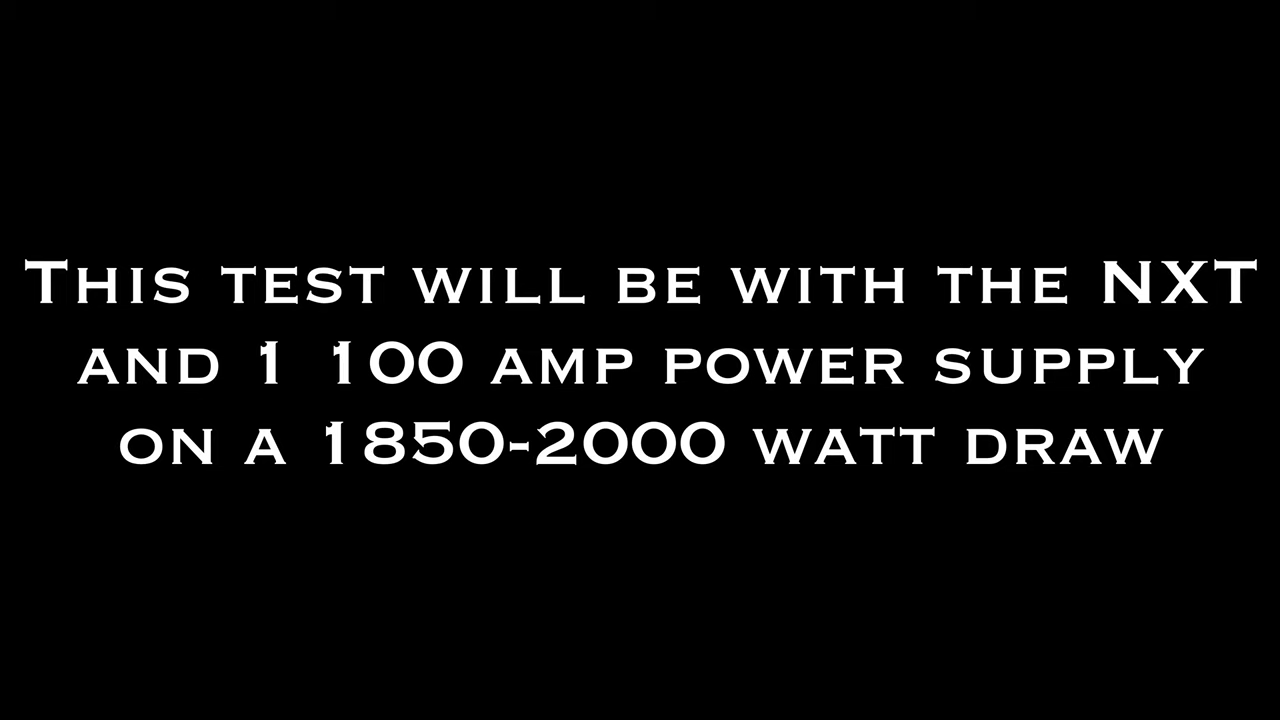 This test will be with the NXT
and 1 100 amp power supply
on a 1850-2000 watt draw